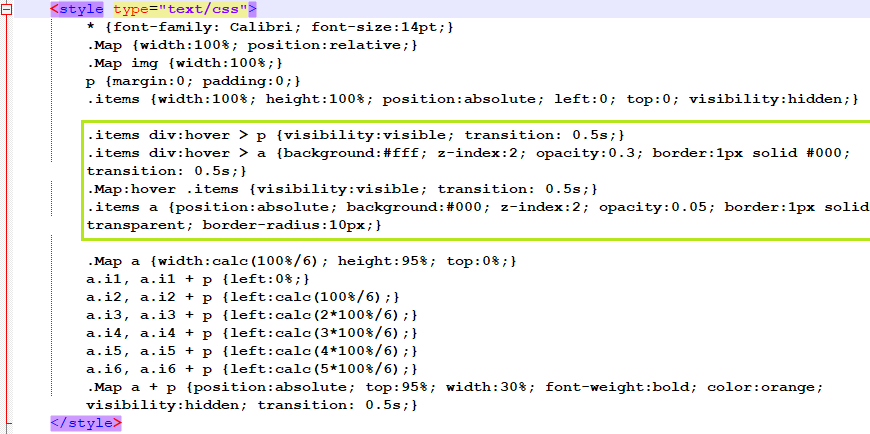 <style type="text/css">
* {font-family: Calibri; font-size:14pt;}
.Map {width:100%; position:relative;}
.Map img {width:100%;}
p {margin:0; padding:0;}
.items {width:100%; height:100%; position:absolute; left:0; top:0; visibility:hidden;}
.items div:hover > p {visibility:visible; transition: 0.5s;}
.items div:hover > a {background:#fff; z-index:2; opacity:0.3; border:1px solid #000;
transition: 0.5s;}
.Map:hover .items {visibility:visible; transition: 0.5s;}
.items a {position:absolute; background:#000; z-index:2; opacity:0.05; border:1px solid
transparent; border-radius:10px;}
.Map a {width:calc(100%/6); height:95%; top:0%;}
a.i1, a.i1 + p {left:0%;}
a.i2, a.i2 + p {left:calc(100%/6);}
a.i3, a.i3 + p {left:calc(2*100%/6);}
a.i4, a.i4 + p {left:calc(3*100%/6);}
a.i5, a.i5 + p {left:calc(4*100%/6);}
a.i6, a.i6 + p {left:calc(5*100%/6);}
.Map a + p {position:absolute; top:95%; width:30%; font-weight:bold; color:orange;
visibility:hidden; transition: 0.5s;}
</style>